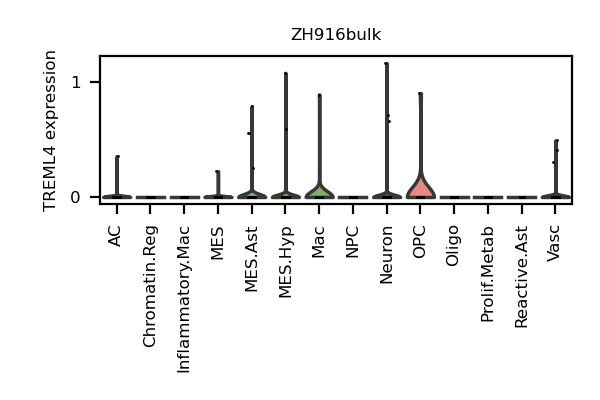 ZH916bulk
TREML4 expression
1
0
AC
Chromatin.Reg
Inflammatory.Mac
MES
MES.Ast
MES.Hyp
Mac
NPC
Neuron
OPC
Oligo
Prolif.Metab
Reactive.Ast
Vasc